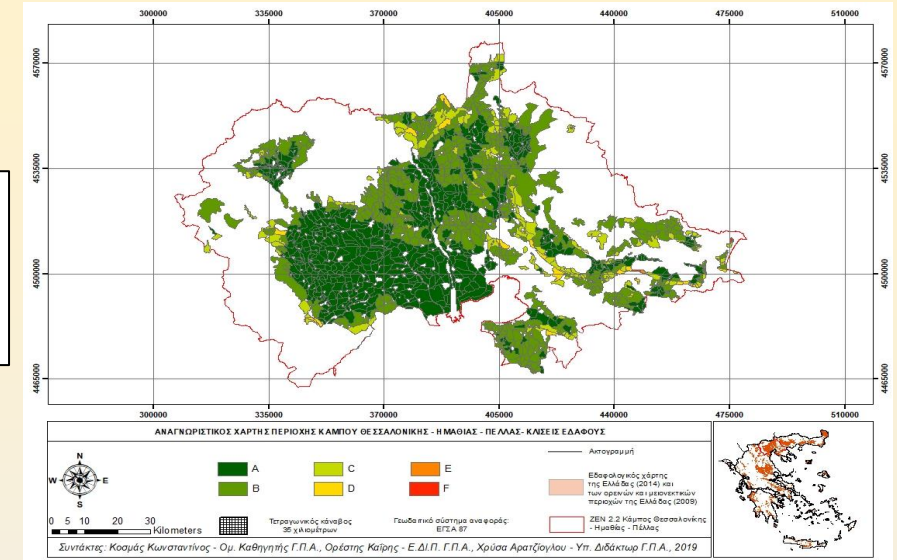 300000 335000 370000 405000 440000 475000 510000
4570000 4570000
4535000 4535000
4500000 4500000
4465000 4465000
300000 335000 370000 405000 440000 475000 510000
ΑΝΑΓΝΩΡΙΣΤΙΚΟΣ ΧΑΡΤΗΣ ΠΕΡΙΟΧΗΣ ΚΑΜΠΟΥ ΘΕΣΣΑΛΟΝΙΚΗΣ - ΗΜΑΘΙΑΣ - ΠΕΛΛΑΣ- ΚΛΙΣΕΙΣ ΕΔΑΦΟΥΣ
N
W E
S
A C E
B D F
Ακτογραμμή
Εδαφολογικός χάρτης
της Ελλάδας (2014) και
των ορεινών και μειονεκτικών
περιοχών της Ελλάδας (2009)
ΖΕΝ 2.2 Κάμπος Θεσσαλονίκης
- Ημαθίας - Πέλλας
0 5 10 20 30
Kilometers
Τετραγωνικός κάναβος
35 χιλιομέτρων
Γεωδαιτικό σύστημα αναφοράς:
ΕΓΣΑ 87
Συντάκτες: Κοσμάς Κωνσταντίνος - Ομ. Καθηγητής Γ.Π.Α., Ορέστης Καΐρης - Ε.ΔΙ.Π. Γ.Π.Α., Χρύσα Αρατζίογλου - Υπ. Διδάκτωρ Γ.Π.Α., 2019